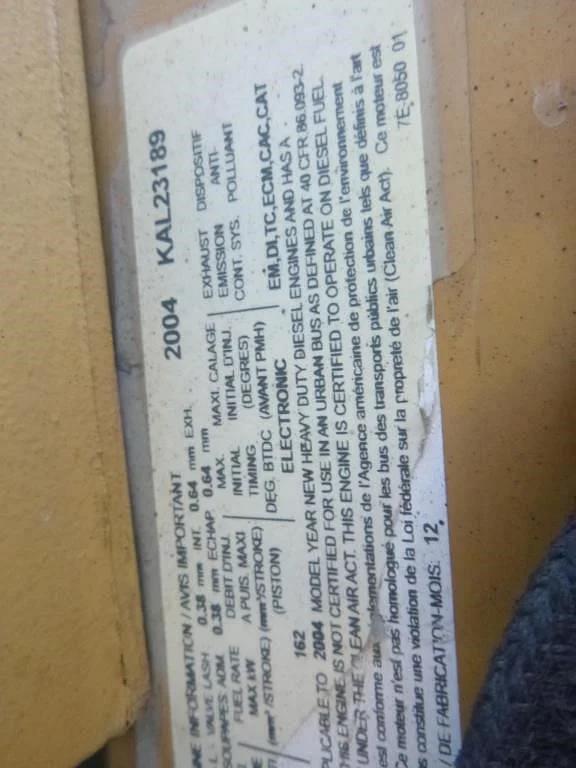 NE INFORMATION / AVIS IMPORTANT 2004 KAL23189
L - VALVE LASH 0.38 mm INT. 0.64 mm EXH.
SOUPAPES: ADM. 0.38 mm ECHAP 0.64 mm
FUEL RATE DEBIT D'INJ. MAX. MAXI. CALAGE EXHAUST DISPOSITIF
MAX kW A PUIS. MAXI INITIAL INITIAL D'INJ. EMISSION ANTI-
(mm³/STROKE) (mm³/STROKE) TIMING (DEGRES) CONT. SYS. POLLUANT
(PISTON) DEG. BTDC (AVANT PMH)
162 ELECTRONIC EM,DI,TC,ECM,CAC,CAT
PLICABLE TO 2004 MODEL YEAR NEW HEAVY DUTY DIESEL ENGINES AND HAS A
HIS ENGINE IS NOT CERTIFIED FOR USE IN AN URBAN BUS AS DEFINED AT 40 CFR 86.093-2.
UNDER THE CLEAN AIR ACT. THIS ENGINE IS CERTIFIED TO OPERATE ON DIESEL FUEL.
est conforme aux lementations de l'Agence américaine de protection de l'environnement
Ce moteur n'est pas homologué pour les bus des transports publics urbains tels que définis à l'art
s constitue une violation de la Loi fédérale sur la propreté de l'air (Clean Air Act). Ce moteur est
/ DE FABRICATION-MOIS: 12, 7E,8050 01